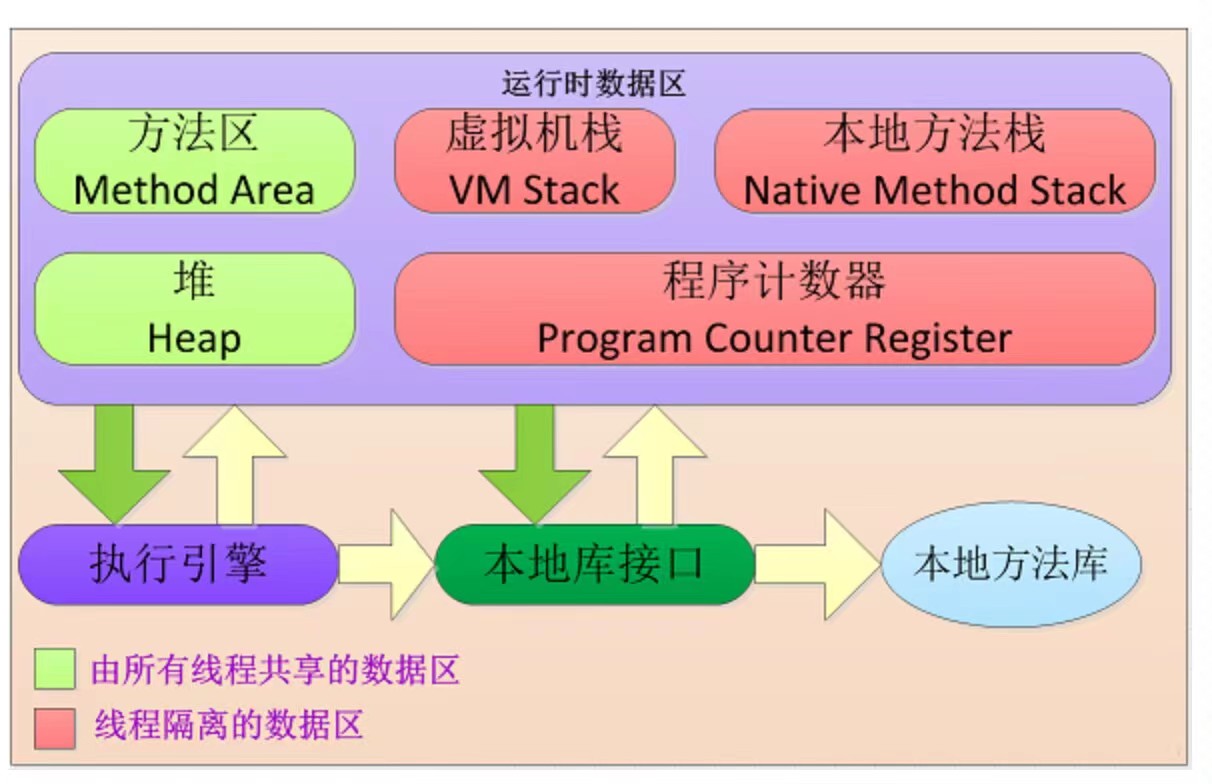 运行时数据区
方法区
Method Area
虚拟机栈
VM Stack
本地方法栈
Native Method Stack
堆
Heap
程序计数器
Program Counter Register
执行引擎
本地库接口
本地方法库
由所有线程共享的数据区
线程隔离的数据区